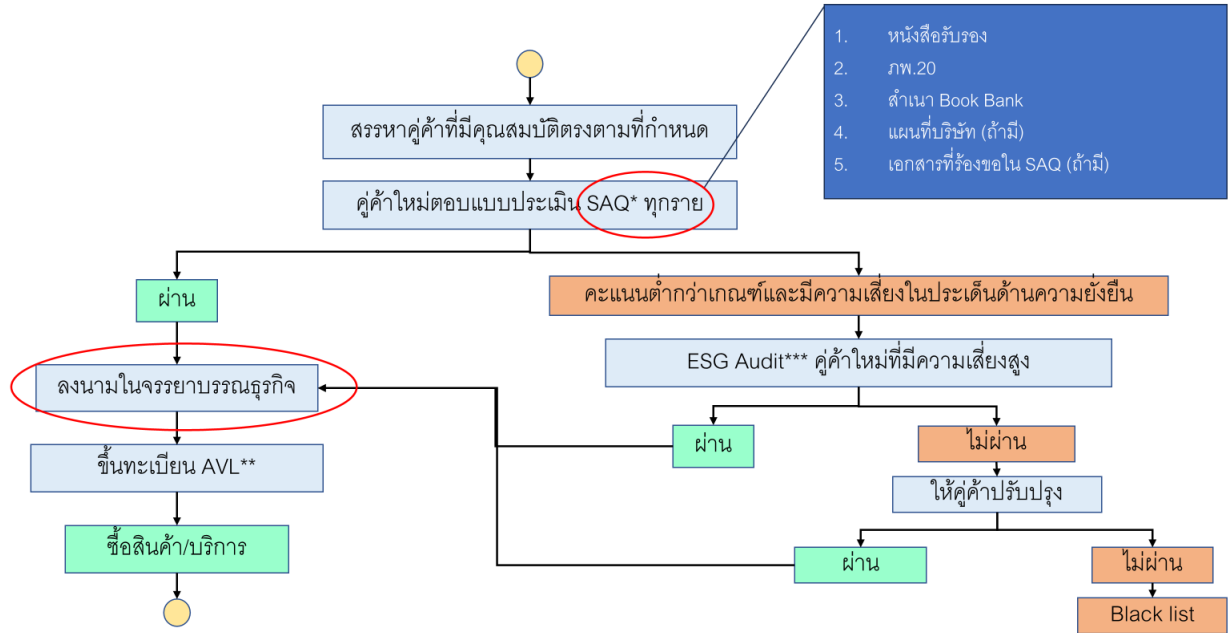 1. หนังสือรับรอง
2. ภพ.20
3. สำเนา Book Bank
4. แผนที่บริษัท (ถ้ามี)
5. เอกสารที่ร้องขอใน SAQ (ถ้ามี)
สรรหาคู่ค้าที่มีคุณสมบัติตรงตามที่กำหนด
คู่ค้าใหม่ตอบแบบประเมิน SAQ* ทุกราย
ผ่าน
คะแนนต่ำกว่าเกณฑ์และมีความเสี่ยงในประเด็นด้านความยั่งยืน
ESG Audit*** คู่ค้าใหม่ที่มีความเสี่ยงสูง
ลงนามในจรรยาบรรณธุรกิจ
ผ่าน
ไม่ผ่าน
ขึ้นทะเบียน AVL**
ให้คู่ค้าปรับปรุง
ซื้อสินค้า/บริการ
ผ่าน
ไม่ผ่าน
Black list